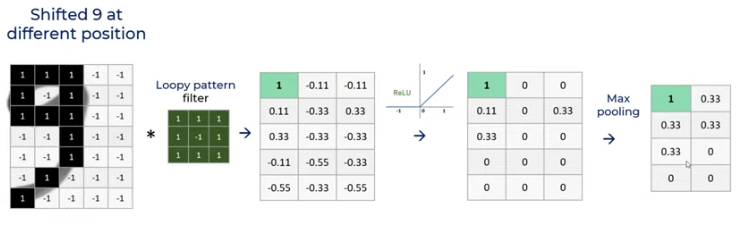 Shifted 9 at
different position
1 1 1 -1 -1
1 -1 1 -1 -1
1 1 1 -1 -1
-1 -1 1 -1 -1
-1 -1 1 -1 -1
-1 1 -1 -1 -1
1 -1 -1 -1 -1
*
Loopy pattern
filter
1 1 1
1 -1 1
1 1 1
1 -0.11 -0.11
0.11 -0.33 0.33
0.33 -0.33 -0.33
-0.11 -0.55 -0.33
-0.55 -0.33 -0.55
1
ReLU
-1 0 1
1 0 0
0.11 0 0.33
0.33 0 0
0 0 0
0 0 0
Max
pooling
1 0.33
0.33 0.33
0.33 0
0 0